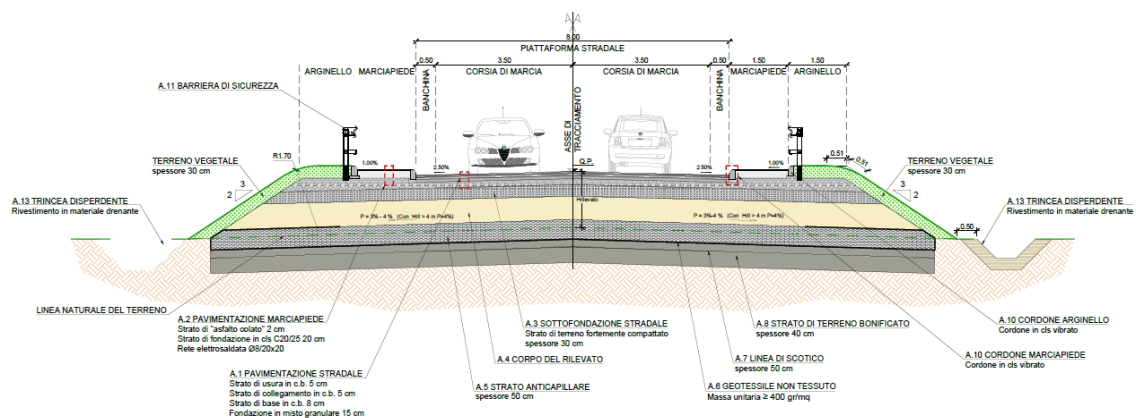 8.00
PIATTAFORMA STRADALE
0.50
3.50
3.50
0.50
1.50
1.50
ARGINELLO
MARCIAPIEDE
BANCHINA
CORSIA DI MARCIA
CORSIA DI MARCIA
BANCHINA
MARCIAPIEDE
ARGINELLO
ASSE DI
TRACCIAMENTO
A.11 BARRIERA DI SICUREZZA
TERRENO VEGETALE
spessore 30 cm
R1.70
1.00%
2.50%
Q.P.
2.50%
1.00%
0.51
0.51
TERRENO VEGETALE
spessore 30 cm
3
2
3
2
Hrilevato
A.13 TRINCEA DISPERDENTE
Rivestimento in materiale drenante
P = 3%- 4 % (Con Hril > 4 m P=4%)
P = 3%-4 % (Con Hril > 4 m P=4%)
A.13 TRINCEA DISPERDENTE
Rivestimento in materiale drenante
0.50
LINEA NATURALE DEL TERRENO
A.2 PAVIMENTAZIONE MARCIAPIEDE
Strato di "asfalto colato" 2 cm
Strato di fondazione in cls C20/25 20 cm
Rete elettrosaldata Ø8/20x20
A.3 SOTTOFONDAZIONE STRADALE
Strato di terreno fortemente compattato
spessore 30 cm
A.8 STRATO DI TERRENO BONIFICATO
spessore 40 cm
A.10 CORDONE ARGINELLO
Cordone in cls vibrato
A.4 CORPO DEL RILEVATO
A.7 LINEA DI SCOTICO
spessore 50 cm
A.10 CORDONE MARCIAPIEDE
Cordone in cls vibrato
A.1 PAVIMENTAZIONE STRADALE
Strato di usura in c.b. 5 cm
Strato di collegamento in c.b. 5 cm
Strato di base in c.b. 8 cm
Fondazione in misto granulare 15 cm
A.5 STRATO ANTICAPILLARE
spessore 50 cm
A.6 GEOTESSILE NON TESSUTO
Massa unitaria ≥ 400 gr/mq